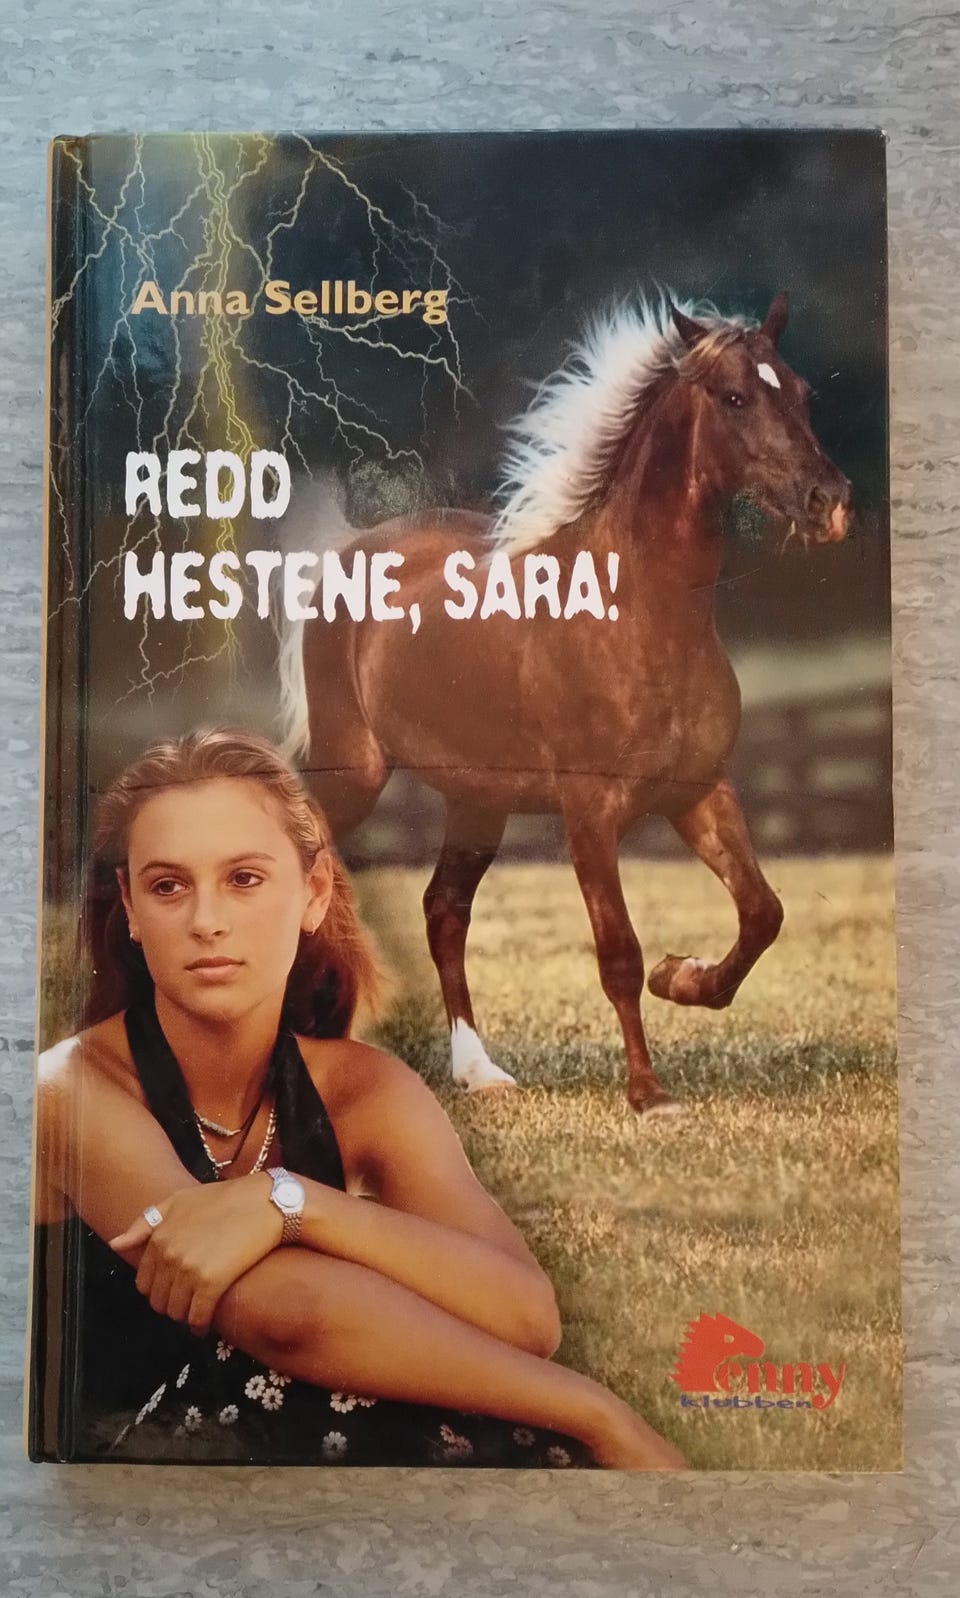 Anna Sellberg
REDD
HESTENE, SARA!
Penny
klubben